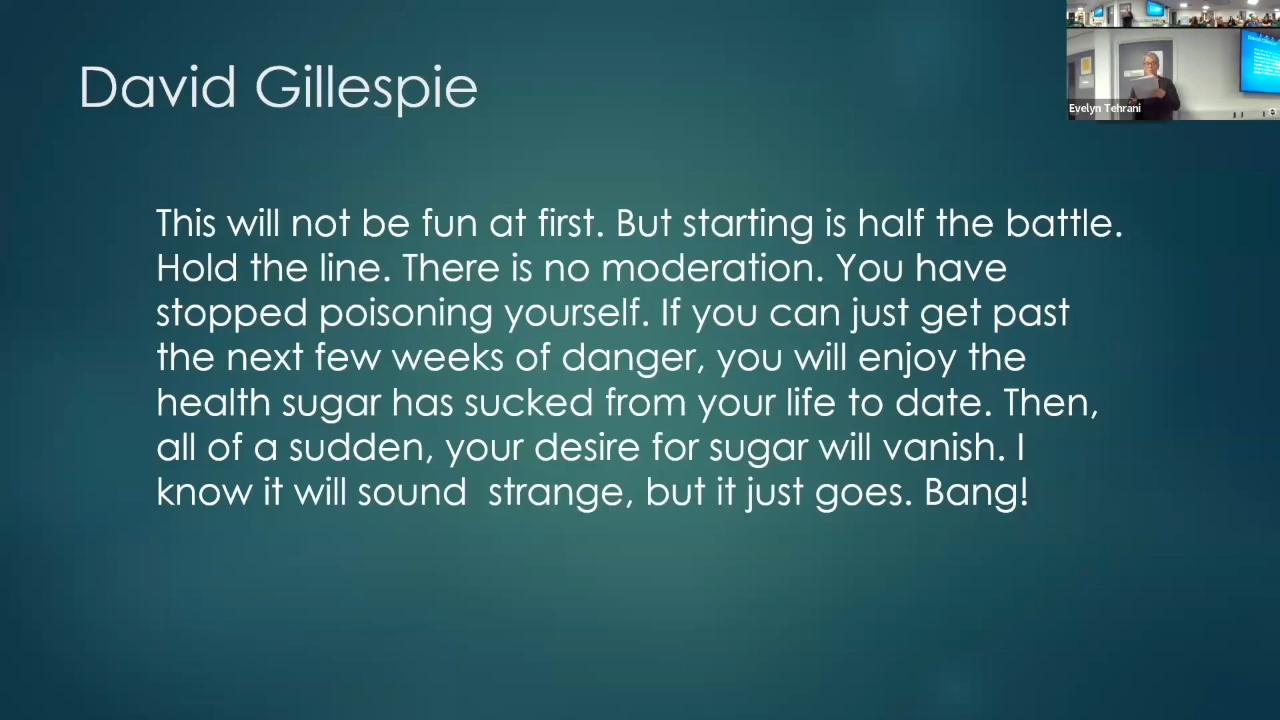 David Gillespie
Evelyn Tehrani
This will not be fun at first. But starting is half the battle.
Hold the line. There is no moderation. You have
stopped poisoning yourself. If you can just get past
the next few weeks of danger, you will enjoy the
health sugar has sucked from your life to date. Then,
all of a sudden, your desire for sugar will vanish. I
know it will sound  strange, but it just goes. Bang!